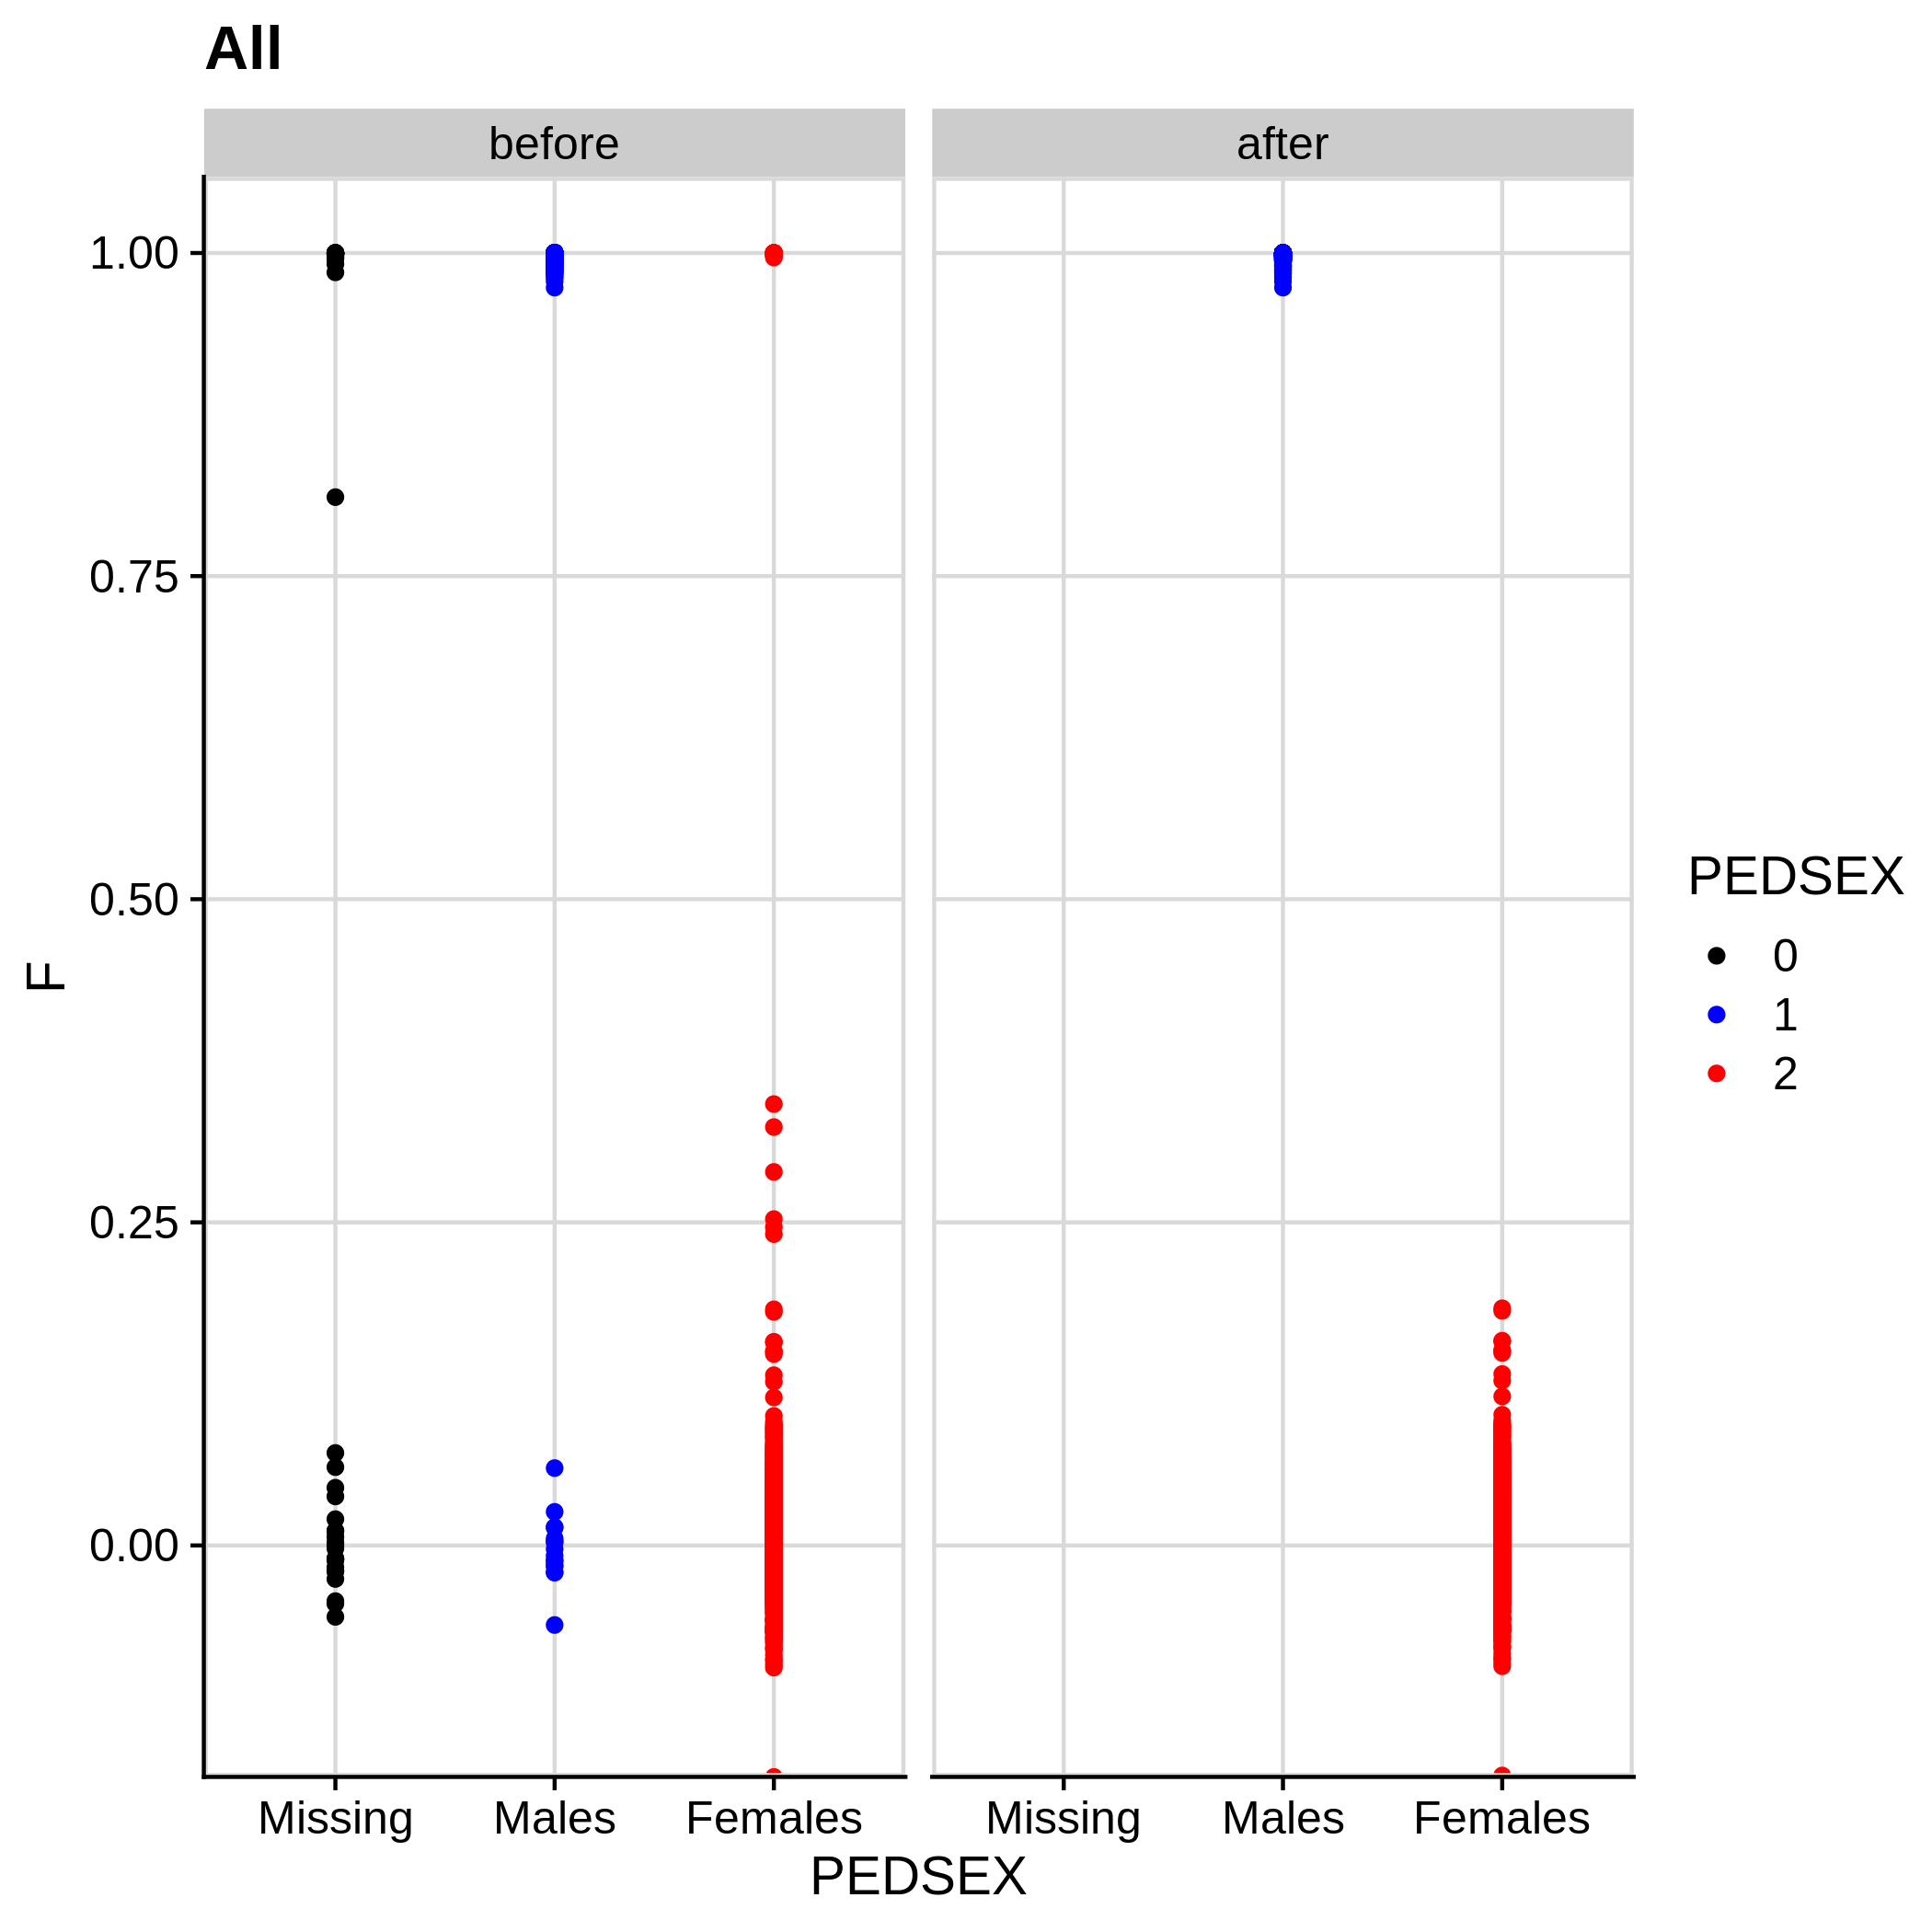 All
before after
1.00
0.75
0.50
0.25
0.00
F
Missing Males Females Missing Males Females
PEDSEX
PEDSEX
0
1
2